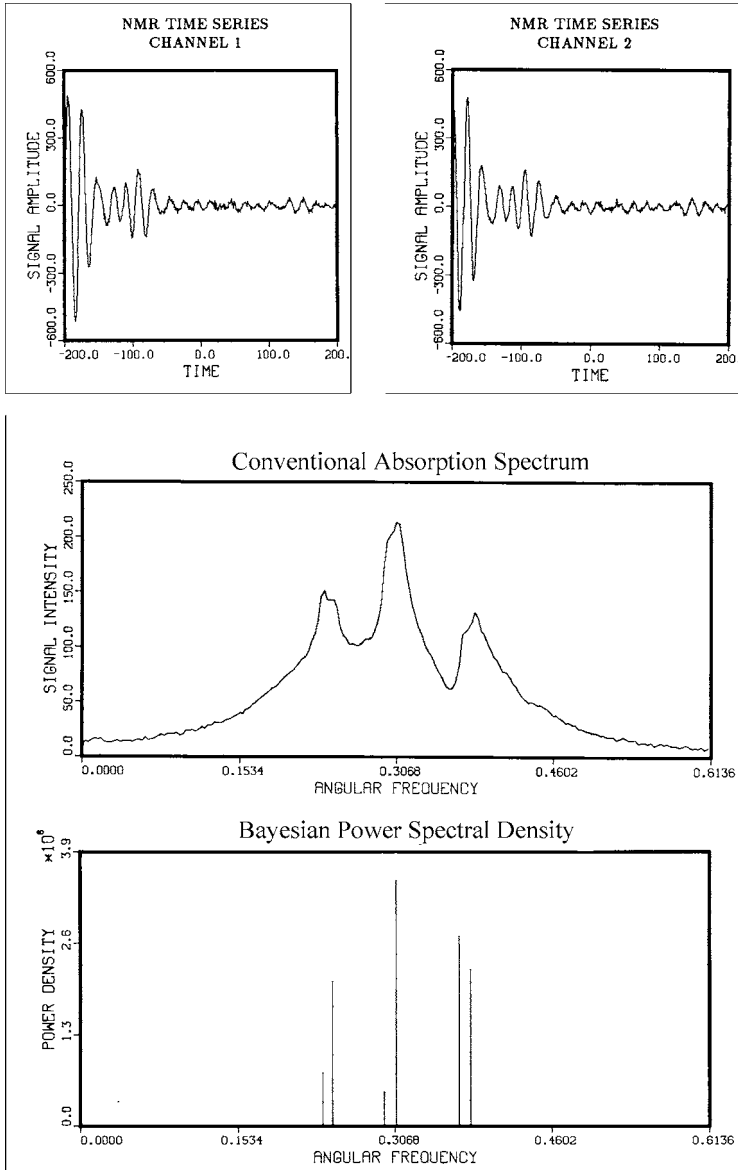 NMR TIME SERIES
CHANNEL 1
600.0
300.0
0.0
-300.0
-600.0
SIGNAL AMPLITUDE
-200.0 -100.0 0.0 100.0 200.
TIME
NMR TIME SERIES
CHANNEL 2
600.0
300.0
0.0
-300.0
-600.0
SIGNAL AMPLITUDE
-200.0 -100.0 0.0 100.0 200
TIME
Conventional Absorption Spectrum
250.0
200.0
150.0
100.0
50.0
0.0
SIGNAL INTENSITY
0.0000 0.1534 0.3068 0.4602 0.6136
ANGULAR FREQUENCY
Bayesian Power Spectral Density
×10⁶
3.9
2.6
1.3
0.0
POWER DENSITY
0.0000 0.1534 0.3068 0.4602 0.6136
ANGULAR FREQUENCY